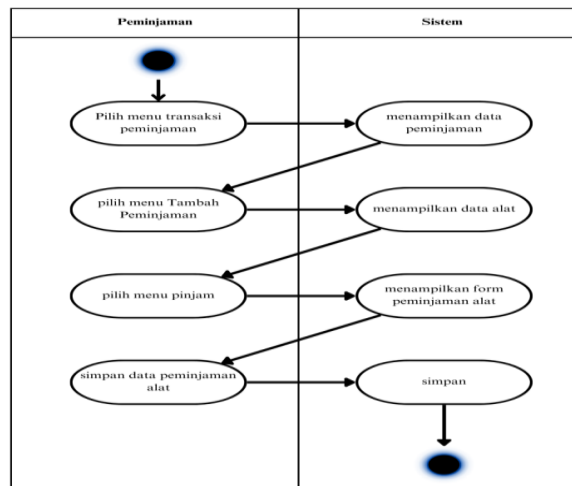 Peminjaman
Sistem
Pilih menu transaksi
peminjaman
menampilkan data
peminjaman
pilih menu Tambah
Peminjaman
menampilkan data alat
pilih menu pinjam
menampilkan form
peminjaman alat
simpan data peminjaman
alat
simpan